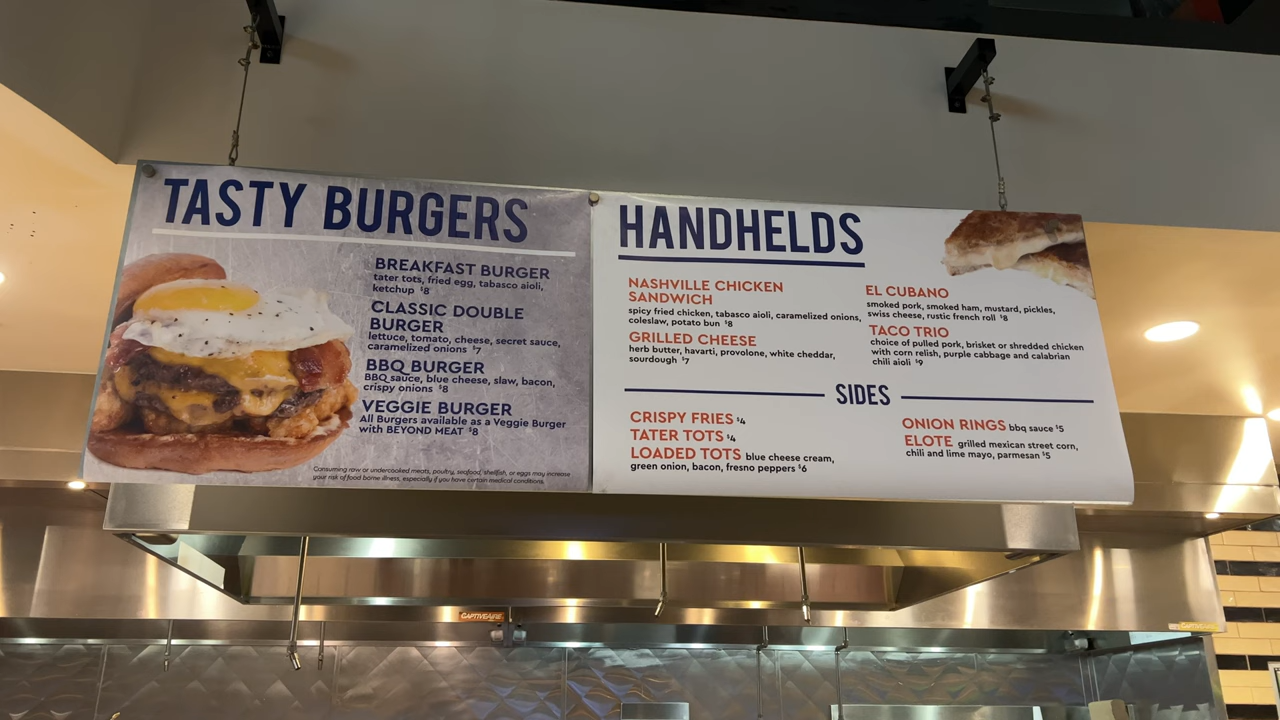 TASTY BURGERS
BREAKFAST BURGER
tater tots, fried egg, tabasco aioli,
ketchup $8
CLASSIC DOUBLE
BURGER
lettuce, tomato, cheese, secret sauce,
caramelized onions $7
BBQ BURGER
BBQ sauce, blue cheese, slaw, bacon,
crispy onions $8
VEGGIE BURGER
All Burgers available as a Veggie Burger
with BEYOND MEAT $8
Consuming raw or undercooked meats, poultry, seafood, shellfish, or eggs may increase
your risk of food borne illness, especially if you have certain medical conditions.
HANDHELDS
NASHVILLE CHICKEN
SANDWICH
spicy fried chicken, tabasco aioli, caramelized onions,
coleslaw, potato bun $8
GRILLED CHEESE
herb butter, havarti, provolone, white cheddar,
sourdough $7
EL CUBANO
smoked pork, smoked ham, mustard, pickles,
swiss cheese, rustic french roll $8
TACO TRIO
choice of pulled pork, brisket or shredded chicken
with corn relish, purple cabbage and calabrian
chili aioli $9
SIDES
CRISPY FRIES $4
TATER TOTS $4
LOADED TOTS blue cheese cream,
green onion, bacon, fresno peppers $6
ONION RINGS bbq sauce $5
ELOTE grilled mexican street corn,
chili and lime mayo, parmesan $5
CAPTIVEAIRE
CAPTIVEAIRE